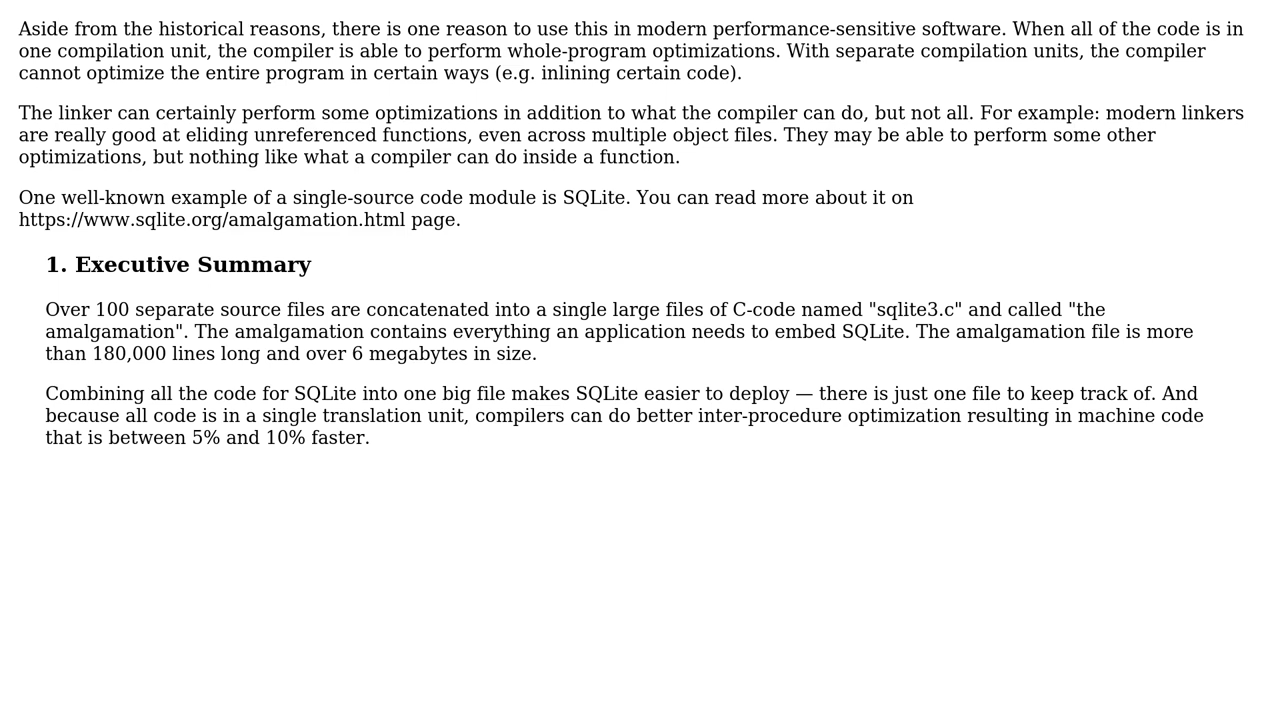 Aside from the historical reasons, there is one reason to use this in modern performance-sensitive software. When all of the code is in
one compilation unit, the compiler is able to perform whole-program optimizations. With separate compilation units, the compiler
cannot optimize the entire program in certain ways (e.g. inlining certain code).
The linker can certainly perform some optimizations in addition to what the compiler can do, but not all. For example: modern linkers
are really good at eliding unreferenced functions, even across multiple object files. They may be able to perform some other
optimizations, but nothing like what a compiler can do inside a function.
One well-known example of a single-source code module is SQLite. You can read more about it on
https://www.sqlite.org/amalgamation.html page.
1. Executive Summary
Over 100 separate source files are concatenated into a single large files of C-code named "sqlite3.c" and called "the
amalgamation". The amalgamation contains everything an application needs to embed SQLite. The amalgamation file is more
than 180,000 lines long and over 6 megabytes in size.
Combining all the code for SQLite into one big file makes SQLite easier to deploy — there is just one file to keep track of. And
because all code is in a single translation unit, compilers can do better inter-procedure optimization resulting in machine code
that is between 5% and 10% faster.